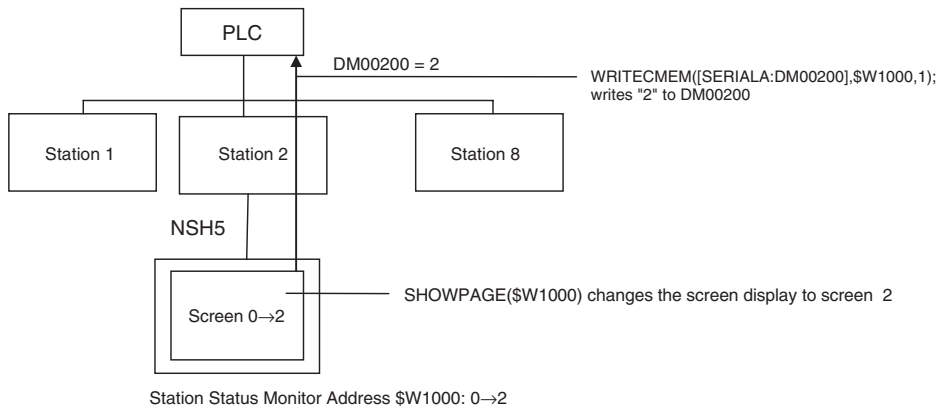 PLC
DM00200 = 2
WRITECMEM([SERIALA:DM00200],$W1000,1);
writes "2" to DM00200
Station 1
Station 2
Station 8
NSH5
SHOWPAGE($W1000) changes the screen display to screen 2
Screen 0→2
Station Status Monitor Address $W1000: 0→2